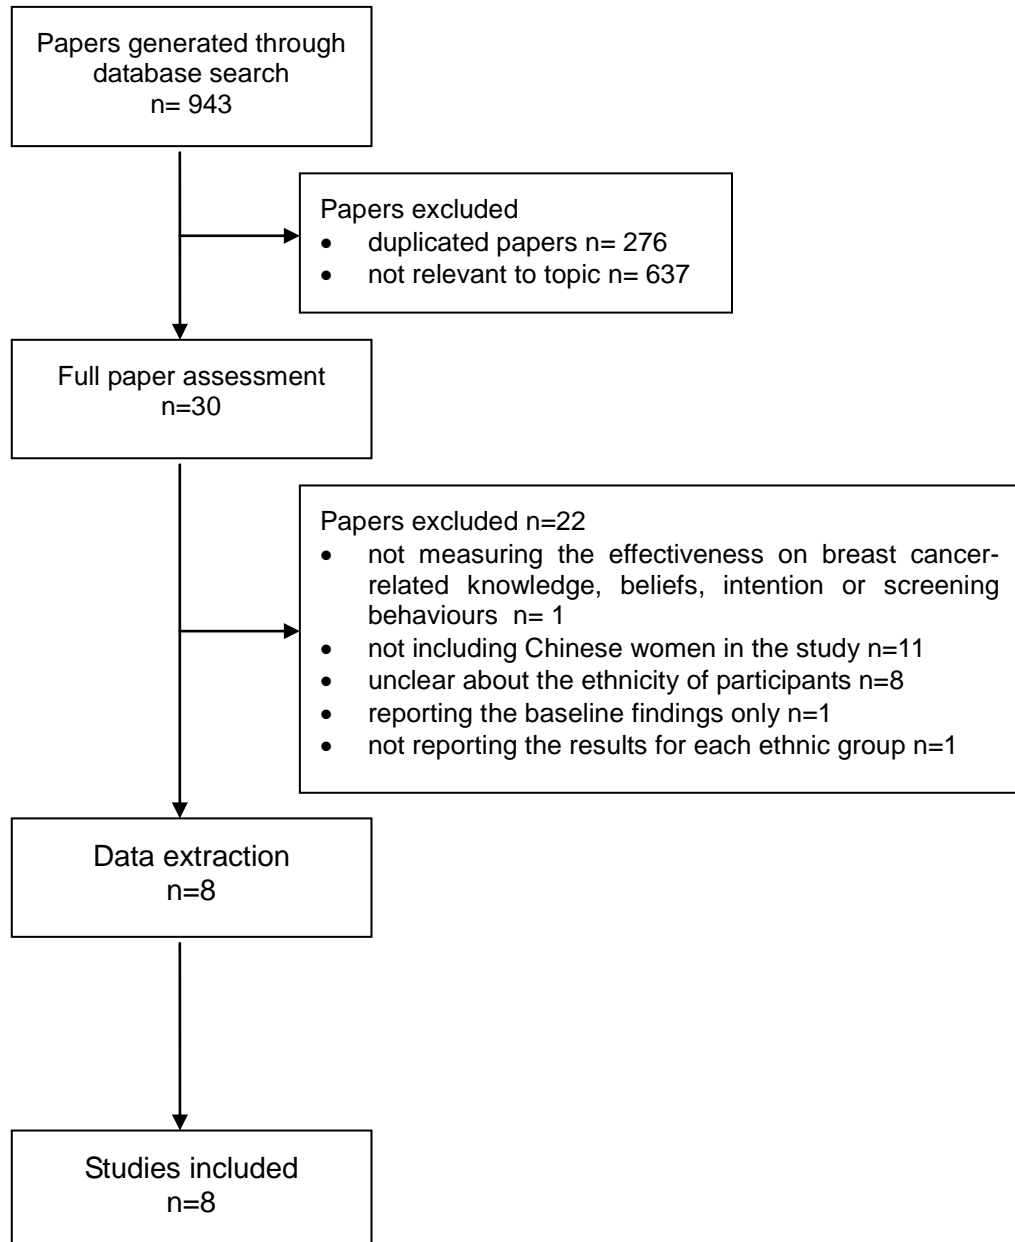 Papers generated through
database search
n= 943
Papers excluded
• duplicated papers n= 276
• not relevant to topic n= 637
Full paper assessment
n=30
Papers excluded n=22
• not measuring the effectiveness on breast cancer-
related knowledge, beliefs, intention or screening
behaviours n= 1
• not including Chinese women in the study n=11
• unclear about the ethnicity of participants n=8
• reporting the baseline findings only n=1
• not reporting the results for each ethnic group n=1
Data extraction
n=8
Studies included
n=8